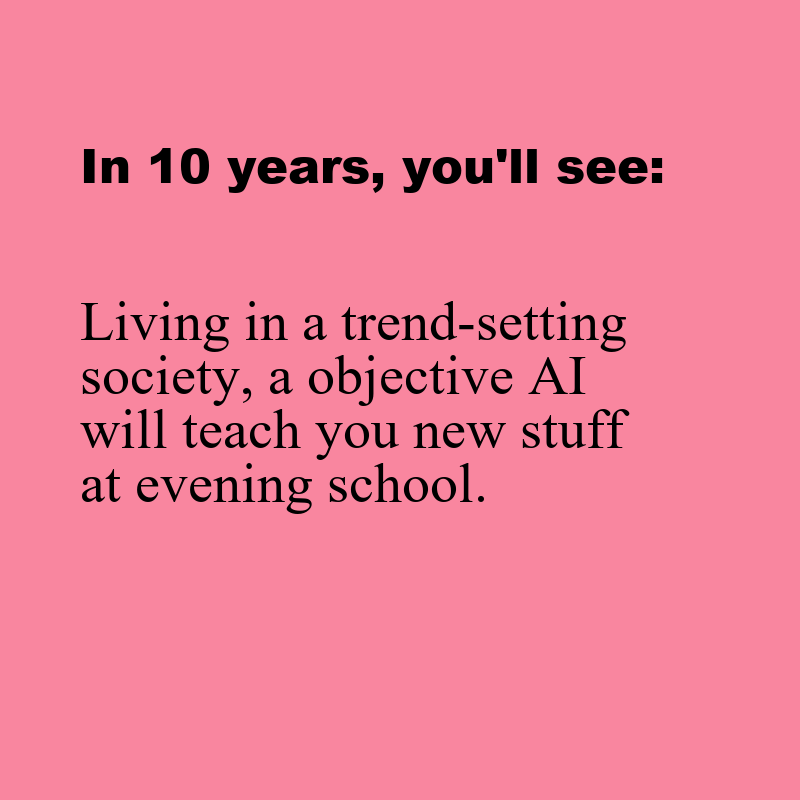 In 10 years, you'll see:
Living in a trend-setting
society, a objective AI
will teach you new stuff
at evening school.